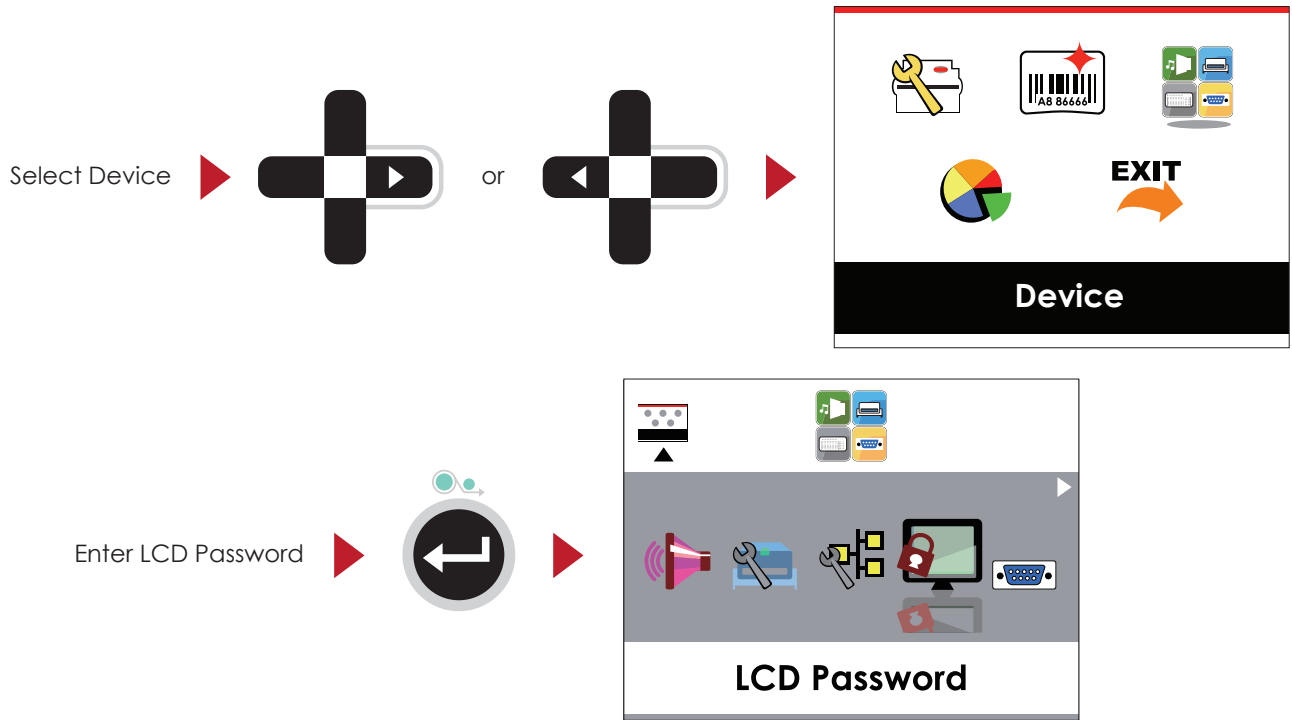 A8 86666
Select Device
or
EXIT
Device
Enter LCD Password
LCD Password